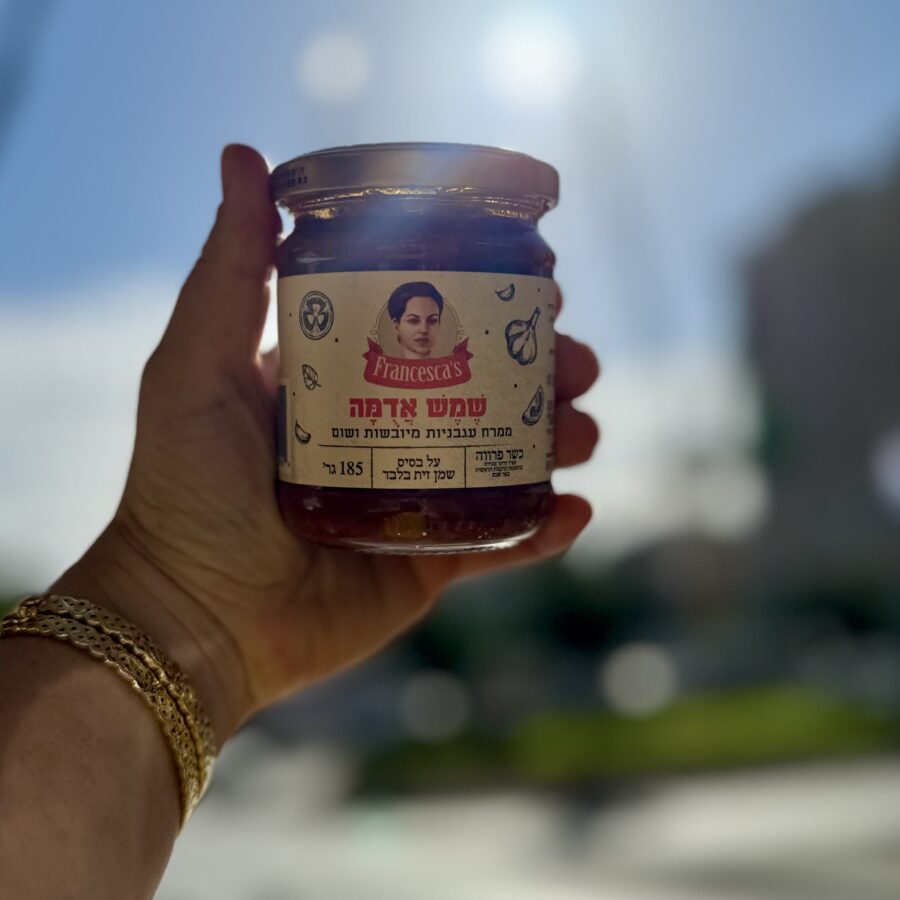 Francesca's
שֶׁמֶשׁ אֲדֻמָּה
ממרח עגבניות מיובשות ושום
כשר פרווה
על בסיס
שמן זית בלבד
185 גר'